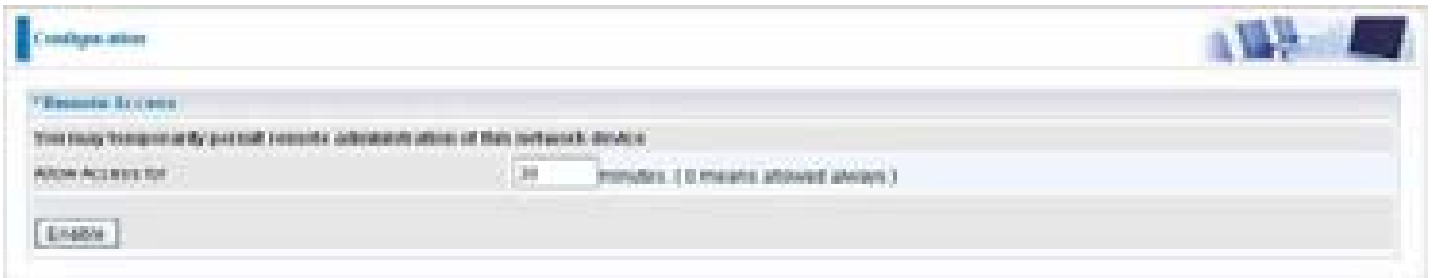 Configuration
*Remote Access
You may temporarily permit remote administration of this network device
Allow Access for
30 minutes. ( 0 means allowed always )
Enable